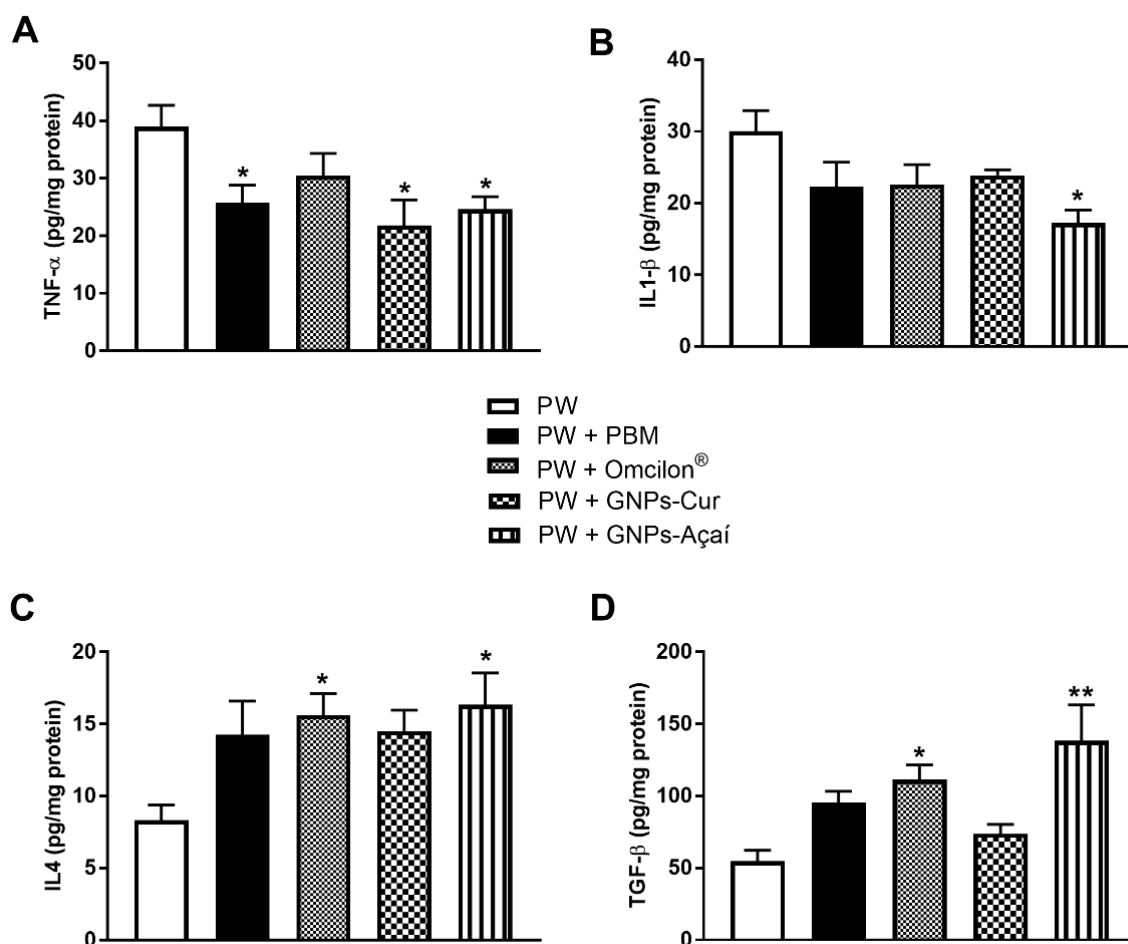 A
TNF-α (pg/mg protein)
50
40
30
20
10
0
*
*
*
B
IL1-β (pg/mg protein)
40
30
20
10
0
*
PW
PW + PBM
PW + Omcilon®
PW + GNPs-Cur
PW + GNPs-Açaí
C
IL4 (pg/mg protein)
20
15
10
5
0
*
*
D
TGF-β (pg/mg protein)
200
150
100
50
0
*
**